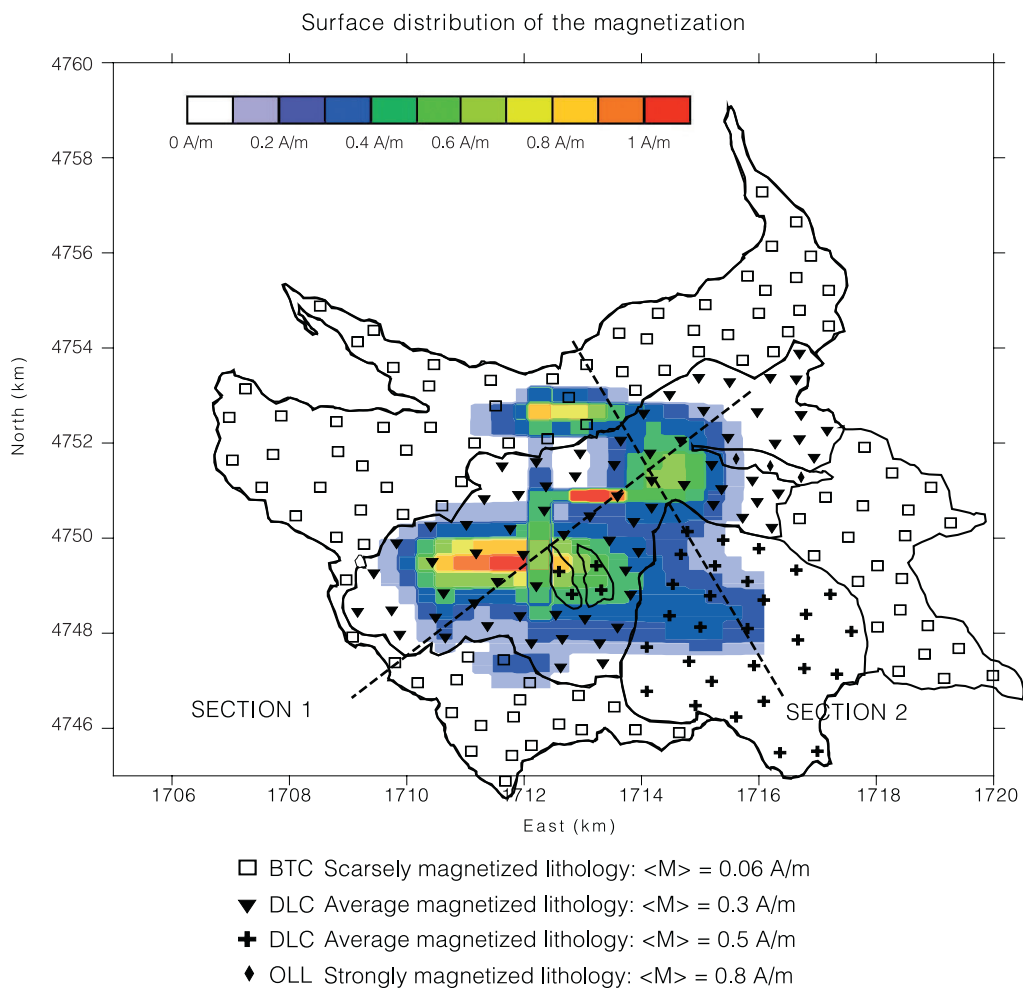 Surface distribution of the magnetization
4760
4758
4756
4754
4752
4750
4748
4746
North (km)
0 A/m 0.2 A/m 0.4 A/m 0.6 A/m 0.8 A/m 1 A/m
SECTION 1
SECTION 2
1706 1708 1710 1712 1714 1716 1718 1720
East (km)
BTC Scarsely magnetized lithology: <M> = 0.06 A/m
DLC Average magnetized lithology: <M> = 0.3 A/m
DLC Average magnetized lithology: <M> = 0.5 A/m
OLL Strongly magnetized lithology: <M> = 0.8 A/m